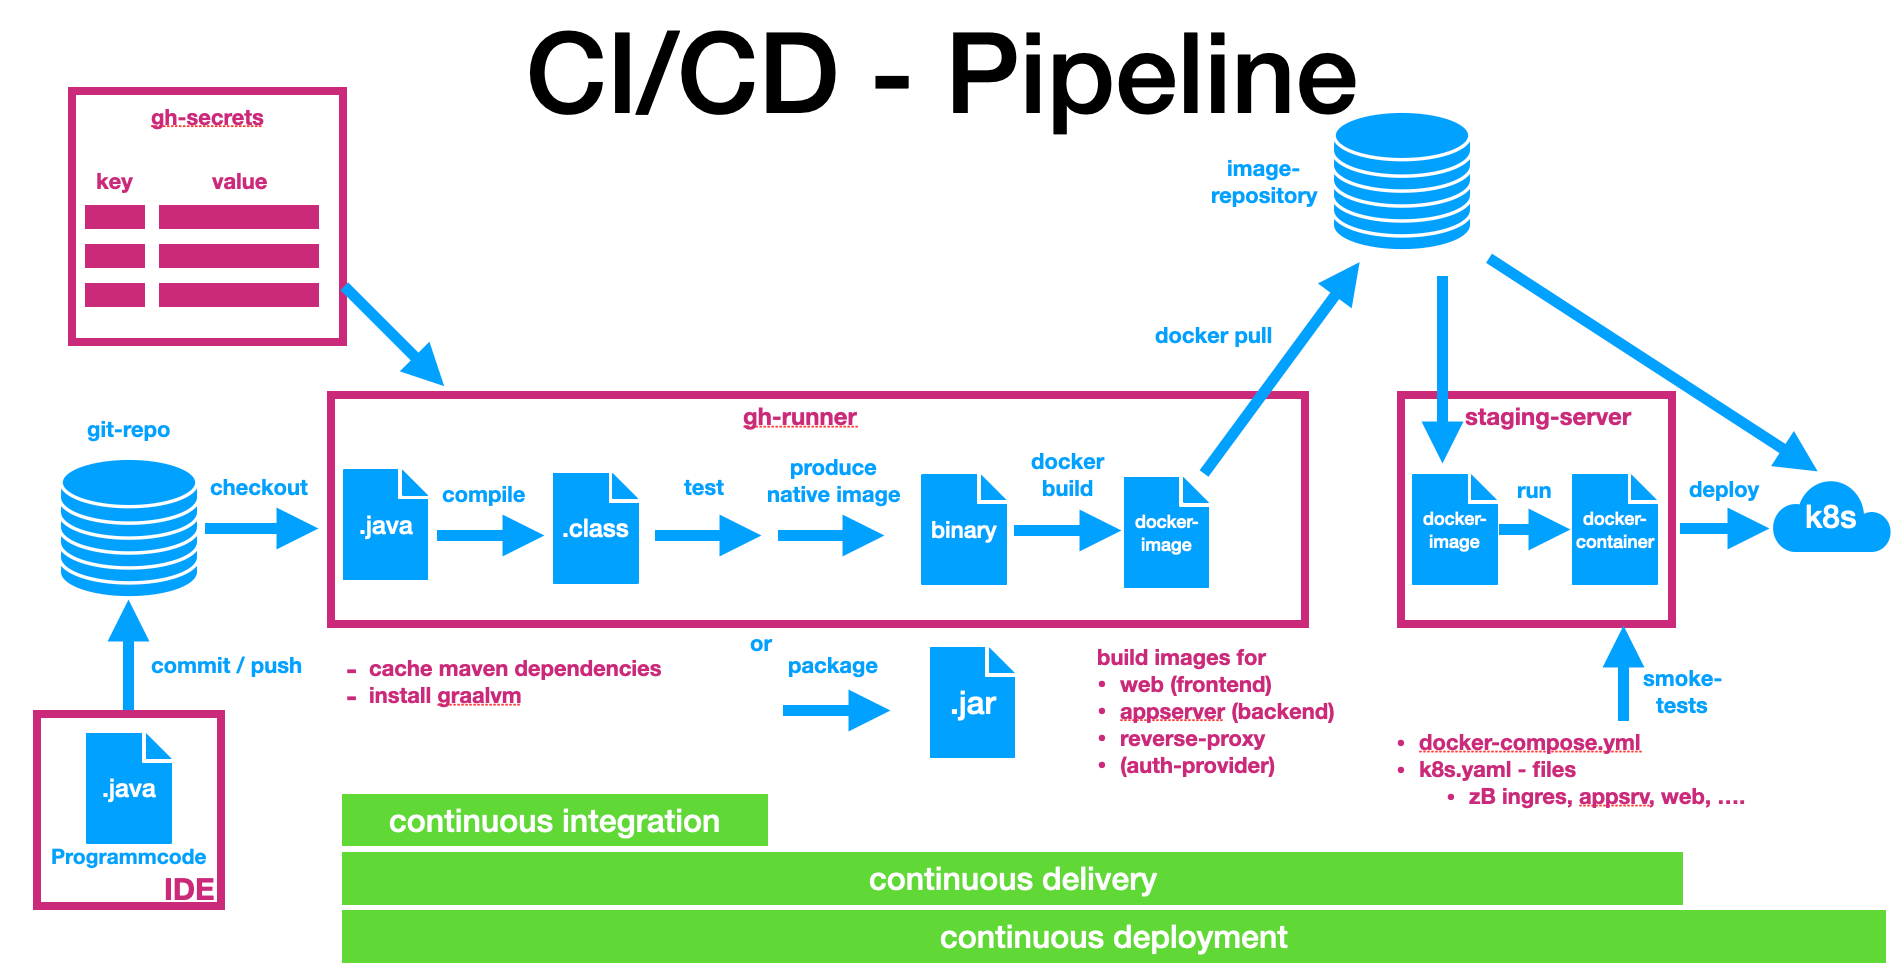 CI/CD - Pipeline
gh-secrets
key
value
image-
repository
docker pull
git-repo
checkout
gh-runner
.java
compile
.class
test
produce
native image
binary
docker
build
docker-
image
staging-server
docker-
image
run
docker-
container
deploy
k8s
commit / push
- cache maven dependencies
- install graalvm
or
package
.jar
build images for
• web (frontend)
• appserver (backend)
• reverse-proxy
• (auth-provider)
smoke-
tests
• docker-compose.yml
• k8s.yaml - files
• zB ingres, appsrv, web, ....
.java
Programmcode
IDE
continuous integration
continuous delivery
continuous deployment